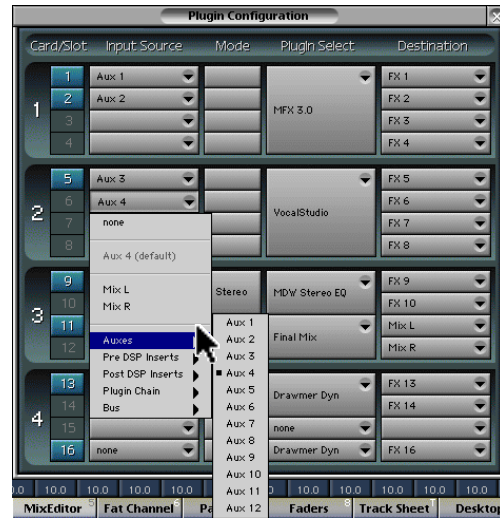 Plugin Configuration
Card/Slot Input Source Mode Plugin Select Destination
1
1 Aux 1 MFX 3.0 FX 1
2 Aux 2 FX 2
3 FX 3
4 FX 4
2
5 Aux 3 VocalStudio FX 5
6 Aux 4 FX 6
7 FX 7
8 FX 8
none
Aux 4 (default)
Mix L
Mix R
Auxes
Pre DSP Inserts
Post DSP Inserts
Plugin Chain
Bus
3
9 Stereo MDW Stereo EQ FX 9
10 FX 10
11 Final Mix Mix L
12 Mix R
Aux 1
Aux 2
Aux 3
Aux 4
Aux 5
Aux 6
Aux 7
Aux 8
Aux 9
Aux 10
Aux 11
Aux 12
4
13 Drawmer Dyn FX 13
14 FX 14
15 none none
16 none Drawmer Dyn FX 16
10.0 10.0 10.0 10.0 10.0 10.0 10.0 10.0
MixEditor 5 Fat Channel 6 Faders 8 Track Sheet T Desktop